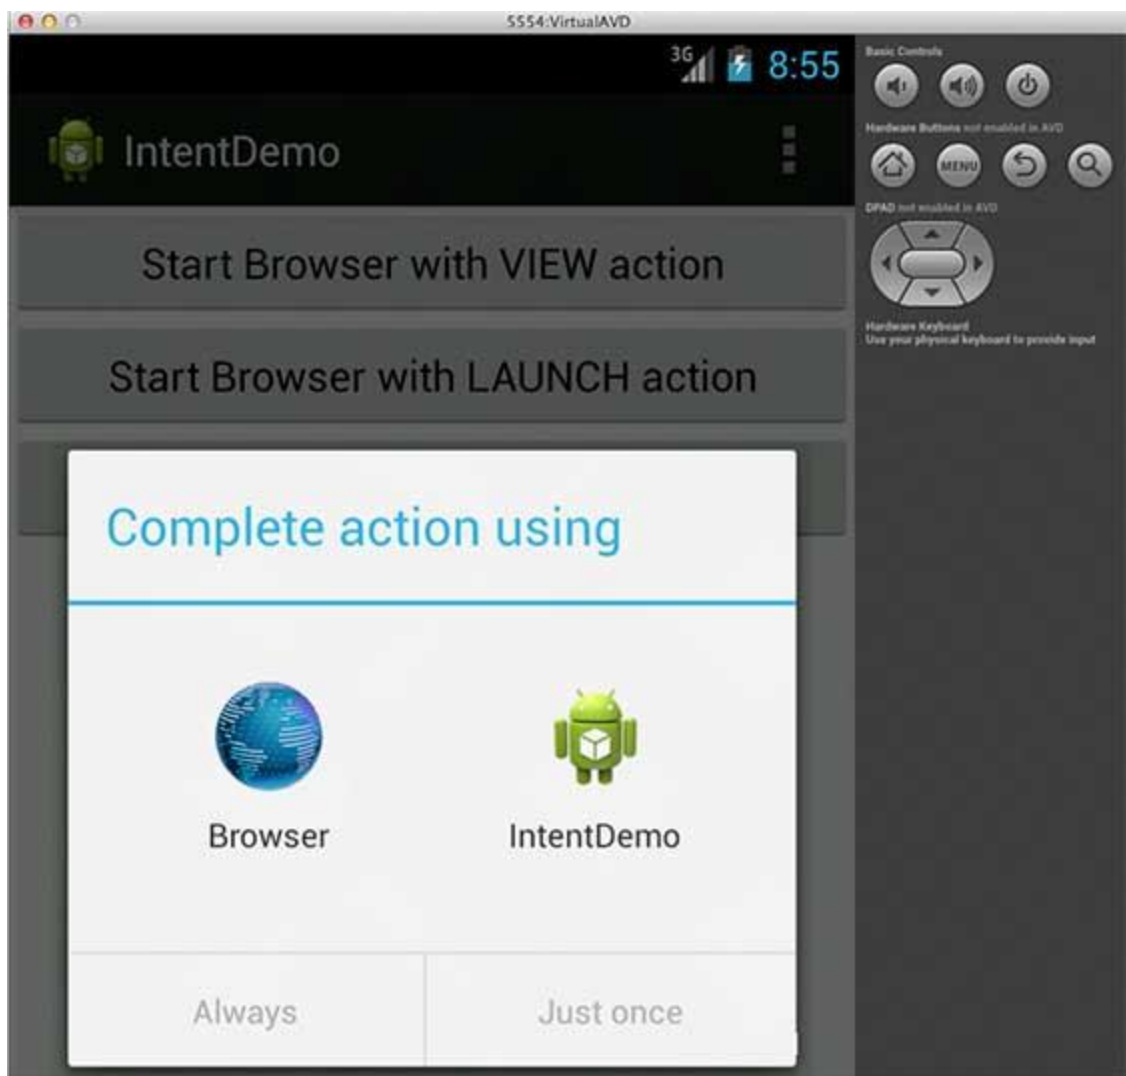 5554:VirtualAVD
3G 8:55
IntentDemo
Start Browser with VIEW action
Start Browser with LAUNCH action
Complete action using
Browser
IntentDemo
Always
Just once
Basic Controls
Hardware Buttons not enabled in AVD
MENU
DPAD not enabled in AVD
Hardware Keyboard
Use your physical keyboard to provide input